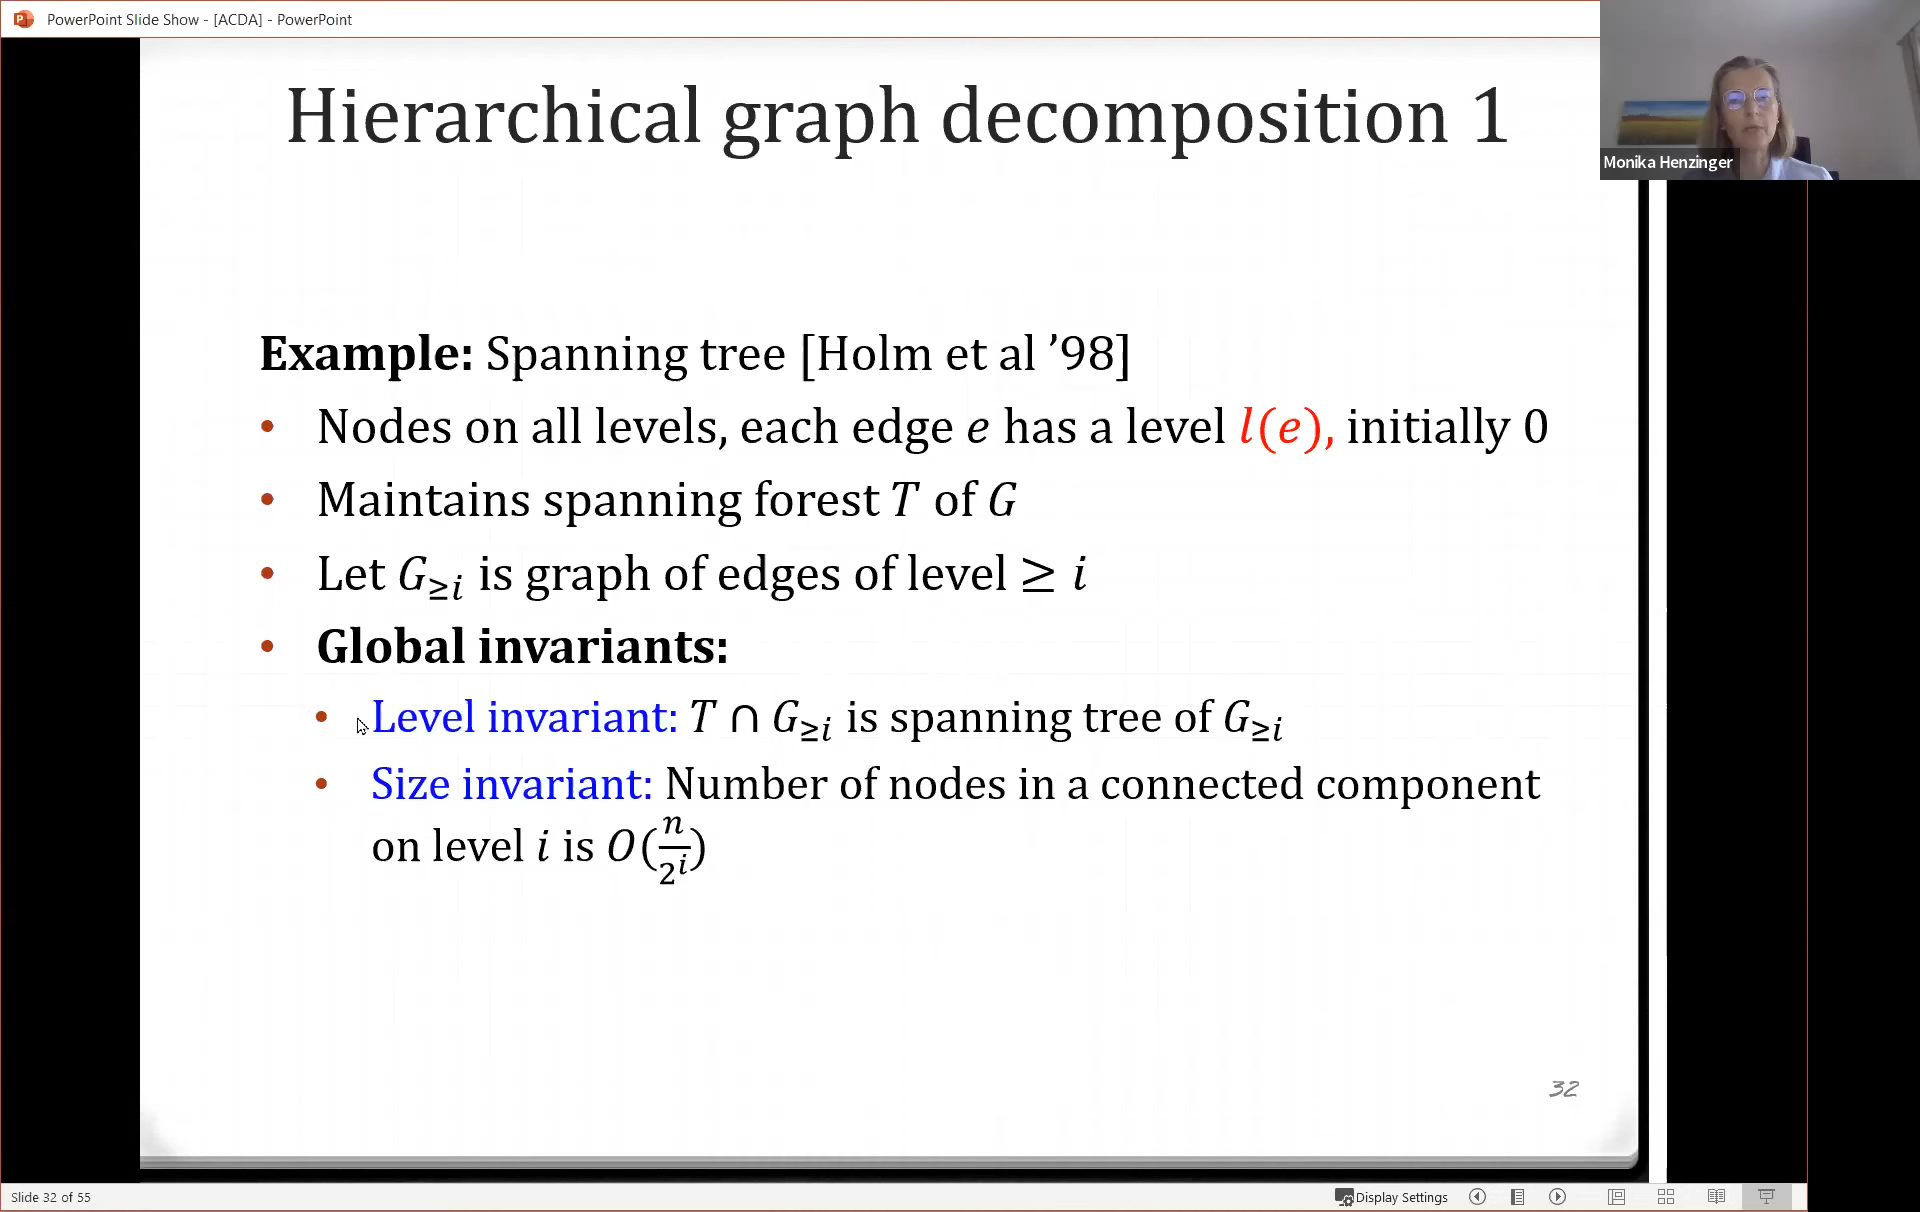 PowerPoint Slide Show - [ACDA] - PowerPoint
Hierarchical graph decomposition 1
Monika Henzinger
Example: Spanning tree [Holm et al ’98]
• Nodes on all levels, each edge e has a level l(e), initially 0
• Maintains spanning forest T of G
• Let G≥i is graph of edges of level ≥ i
• Global invariants:
• Level invariant: T ∩ G≥i is spanning tree of G≥i
• Size invariant: Number of nodes in a connected component
on level i is O(n/2^i)
32
Slide 32 of 55
Display Settings